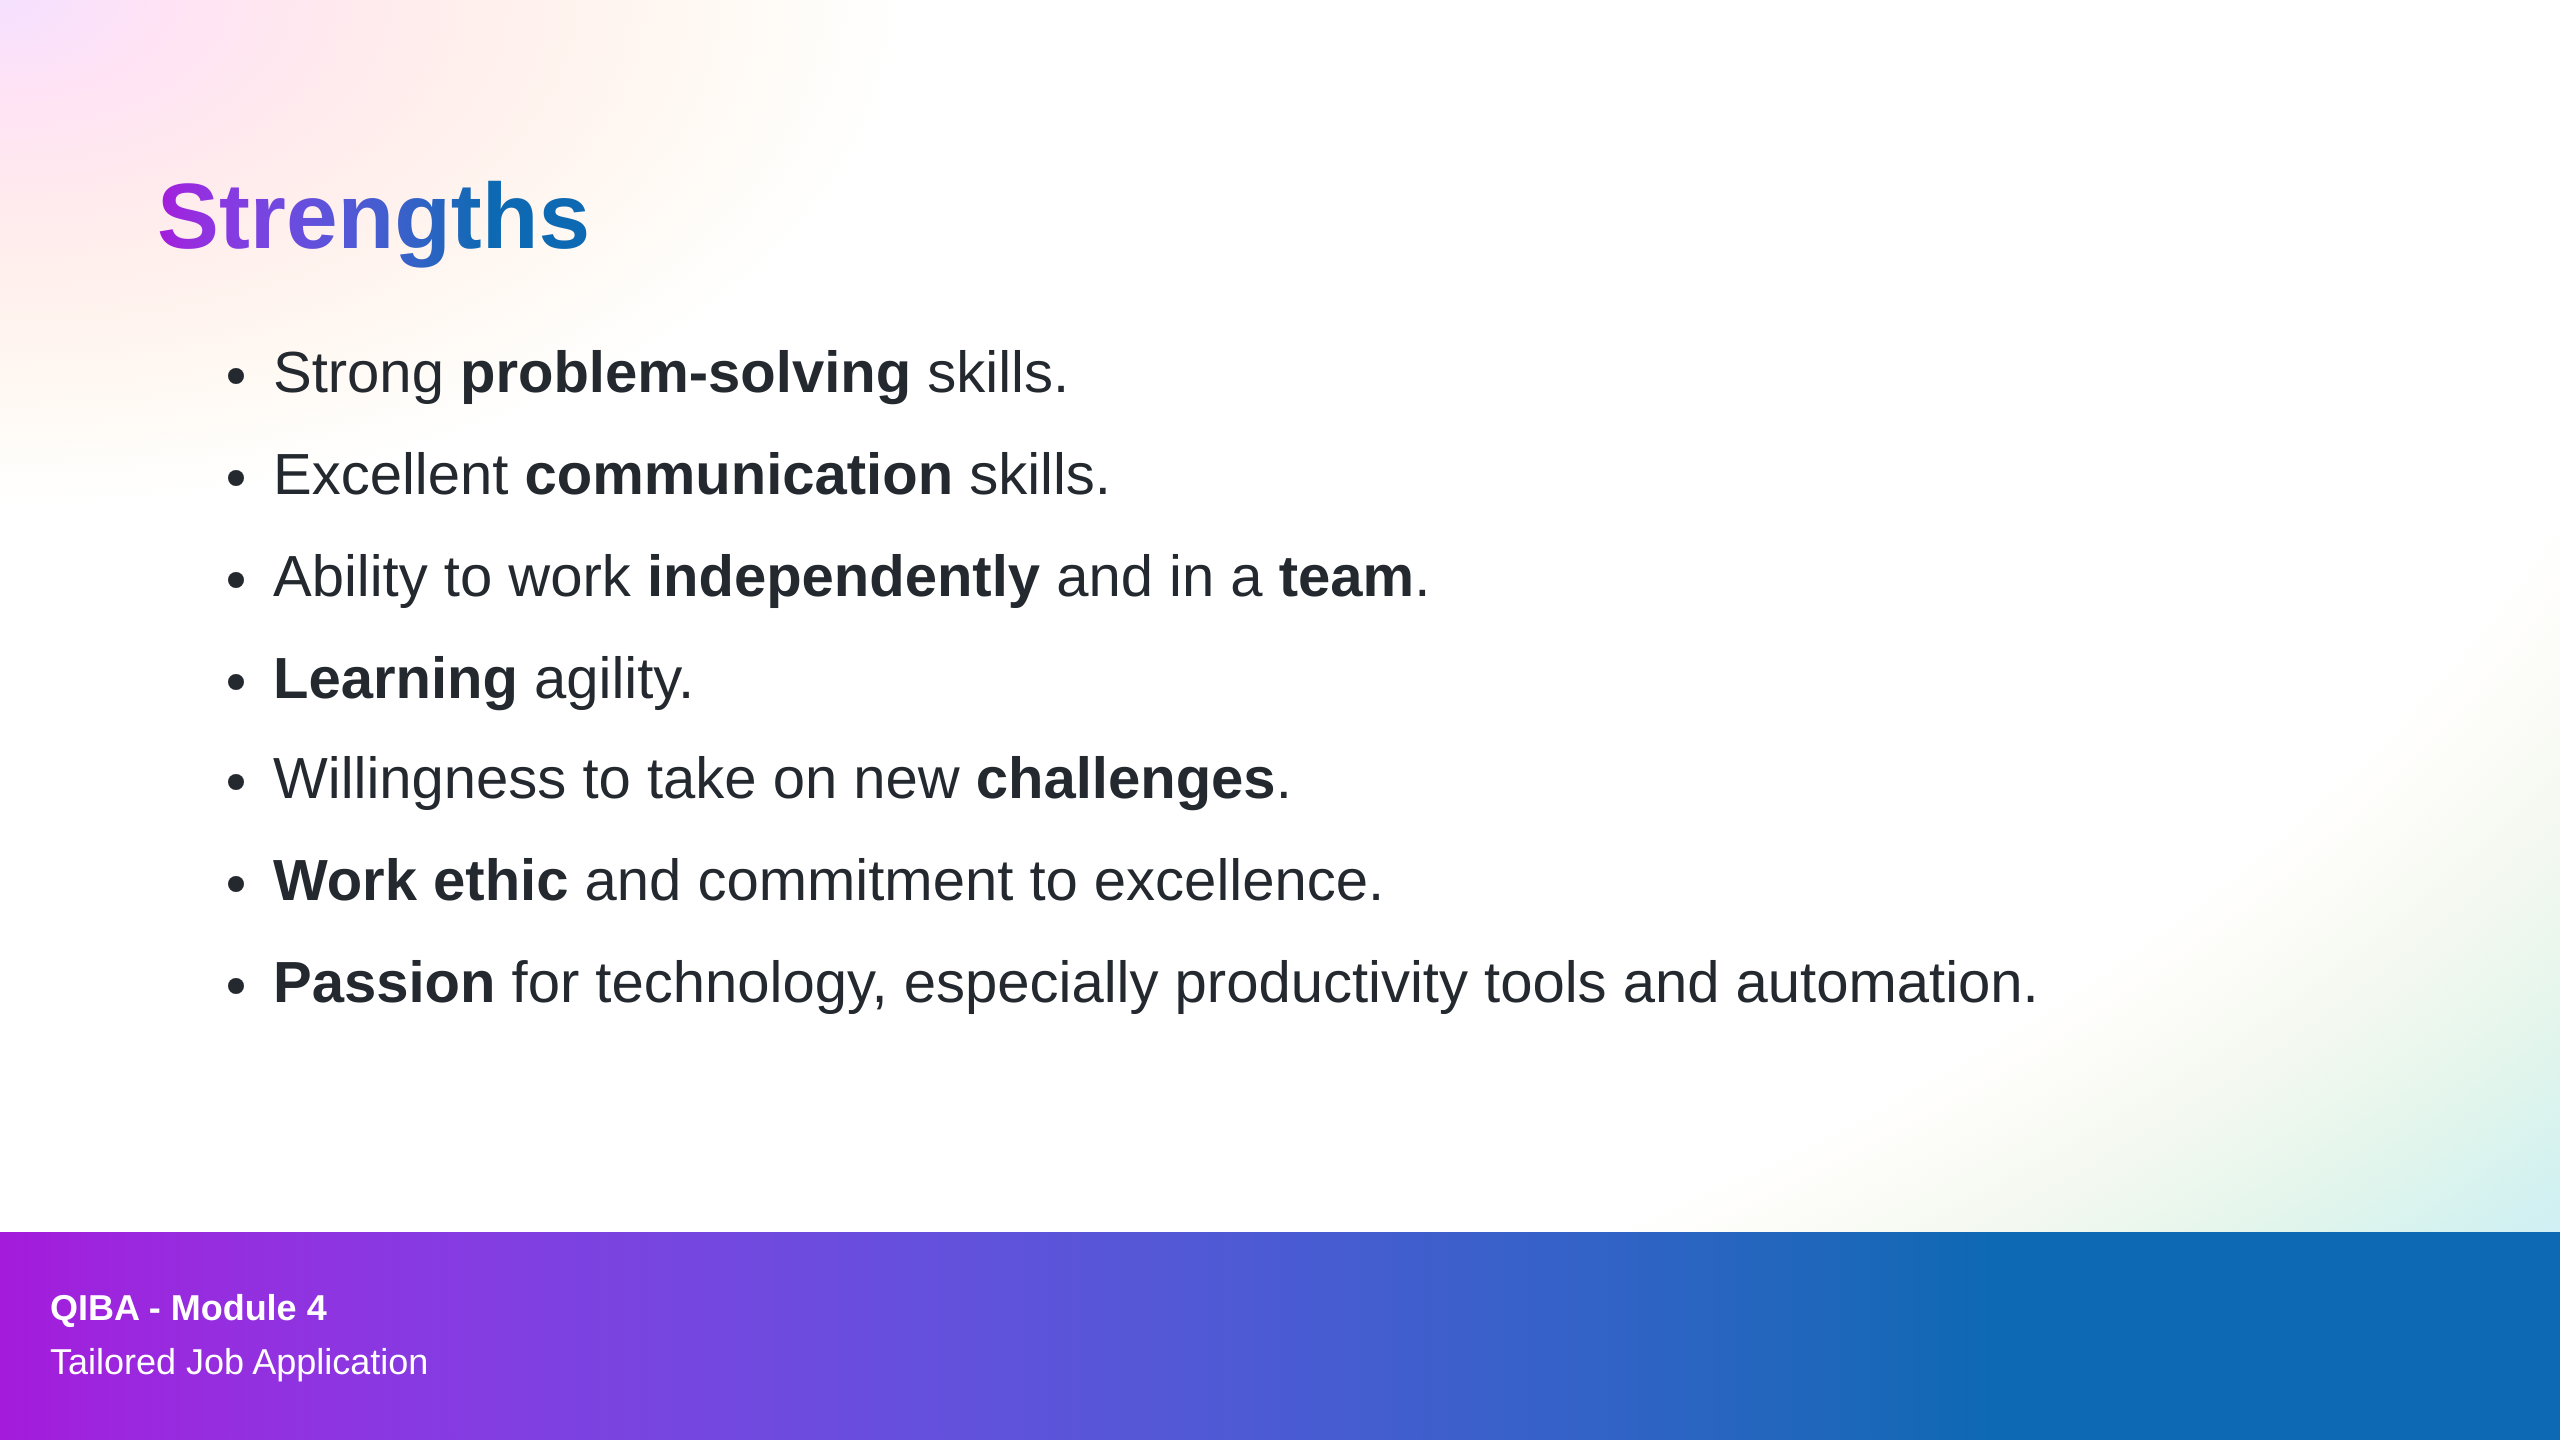 Strengths
• Strong problem-solving skills.
• Excellent communication skills.
• Ability to work independently and in a team.
• Learning agility.
• Willingness to take on new challenges.
• Work ethic and commitment to excellence.
• Passion for technology, especially productivity tools and automation.
QIBA - Module 4
Tailored Job Application